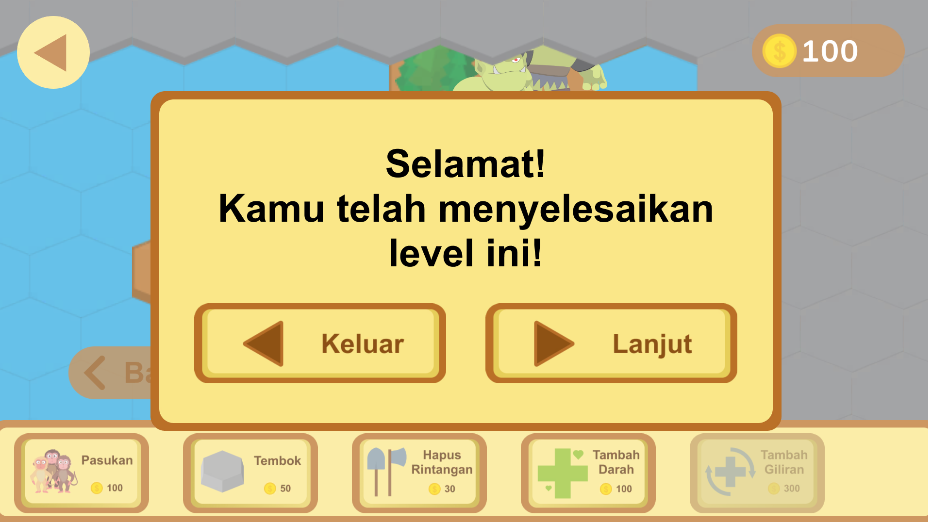 100
Selamat!
Kamu telah menyelesaikan
level ini!
Keluar
Lanjut
Pasukan
100
Tembok
50
Hapus
Rintangan
30
Tambah
Darah
100
Tambah
Giliran
300